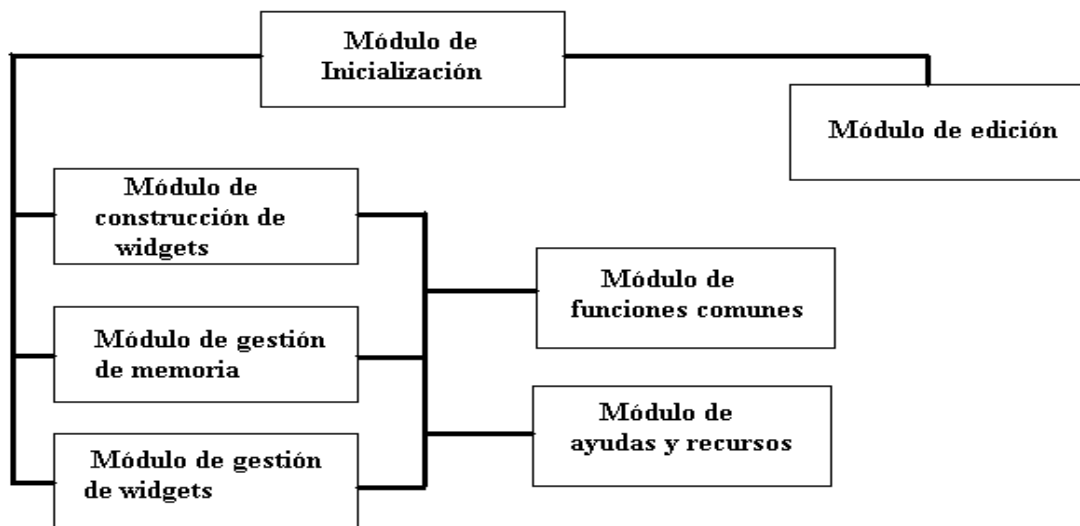 Módulo de
Inicialización
Módulo de edición
Módulo de
construcción de
widgets
Módulo de
funciones comunes
Módulo de gestión
de memoria
Módulo de
ayudas y recursos
Módulo de gestión
de widgets